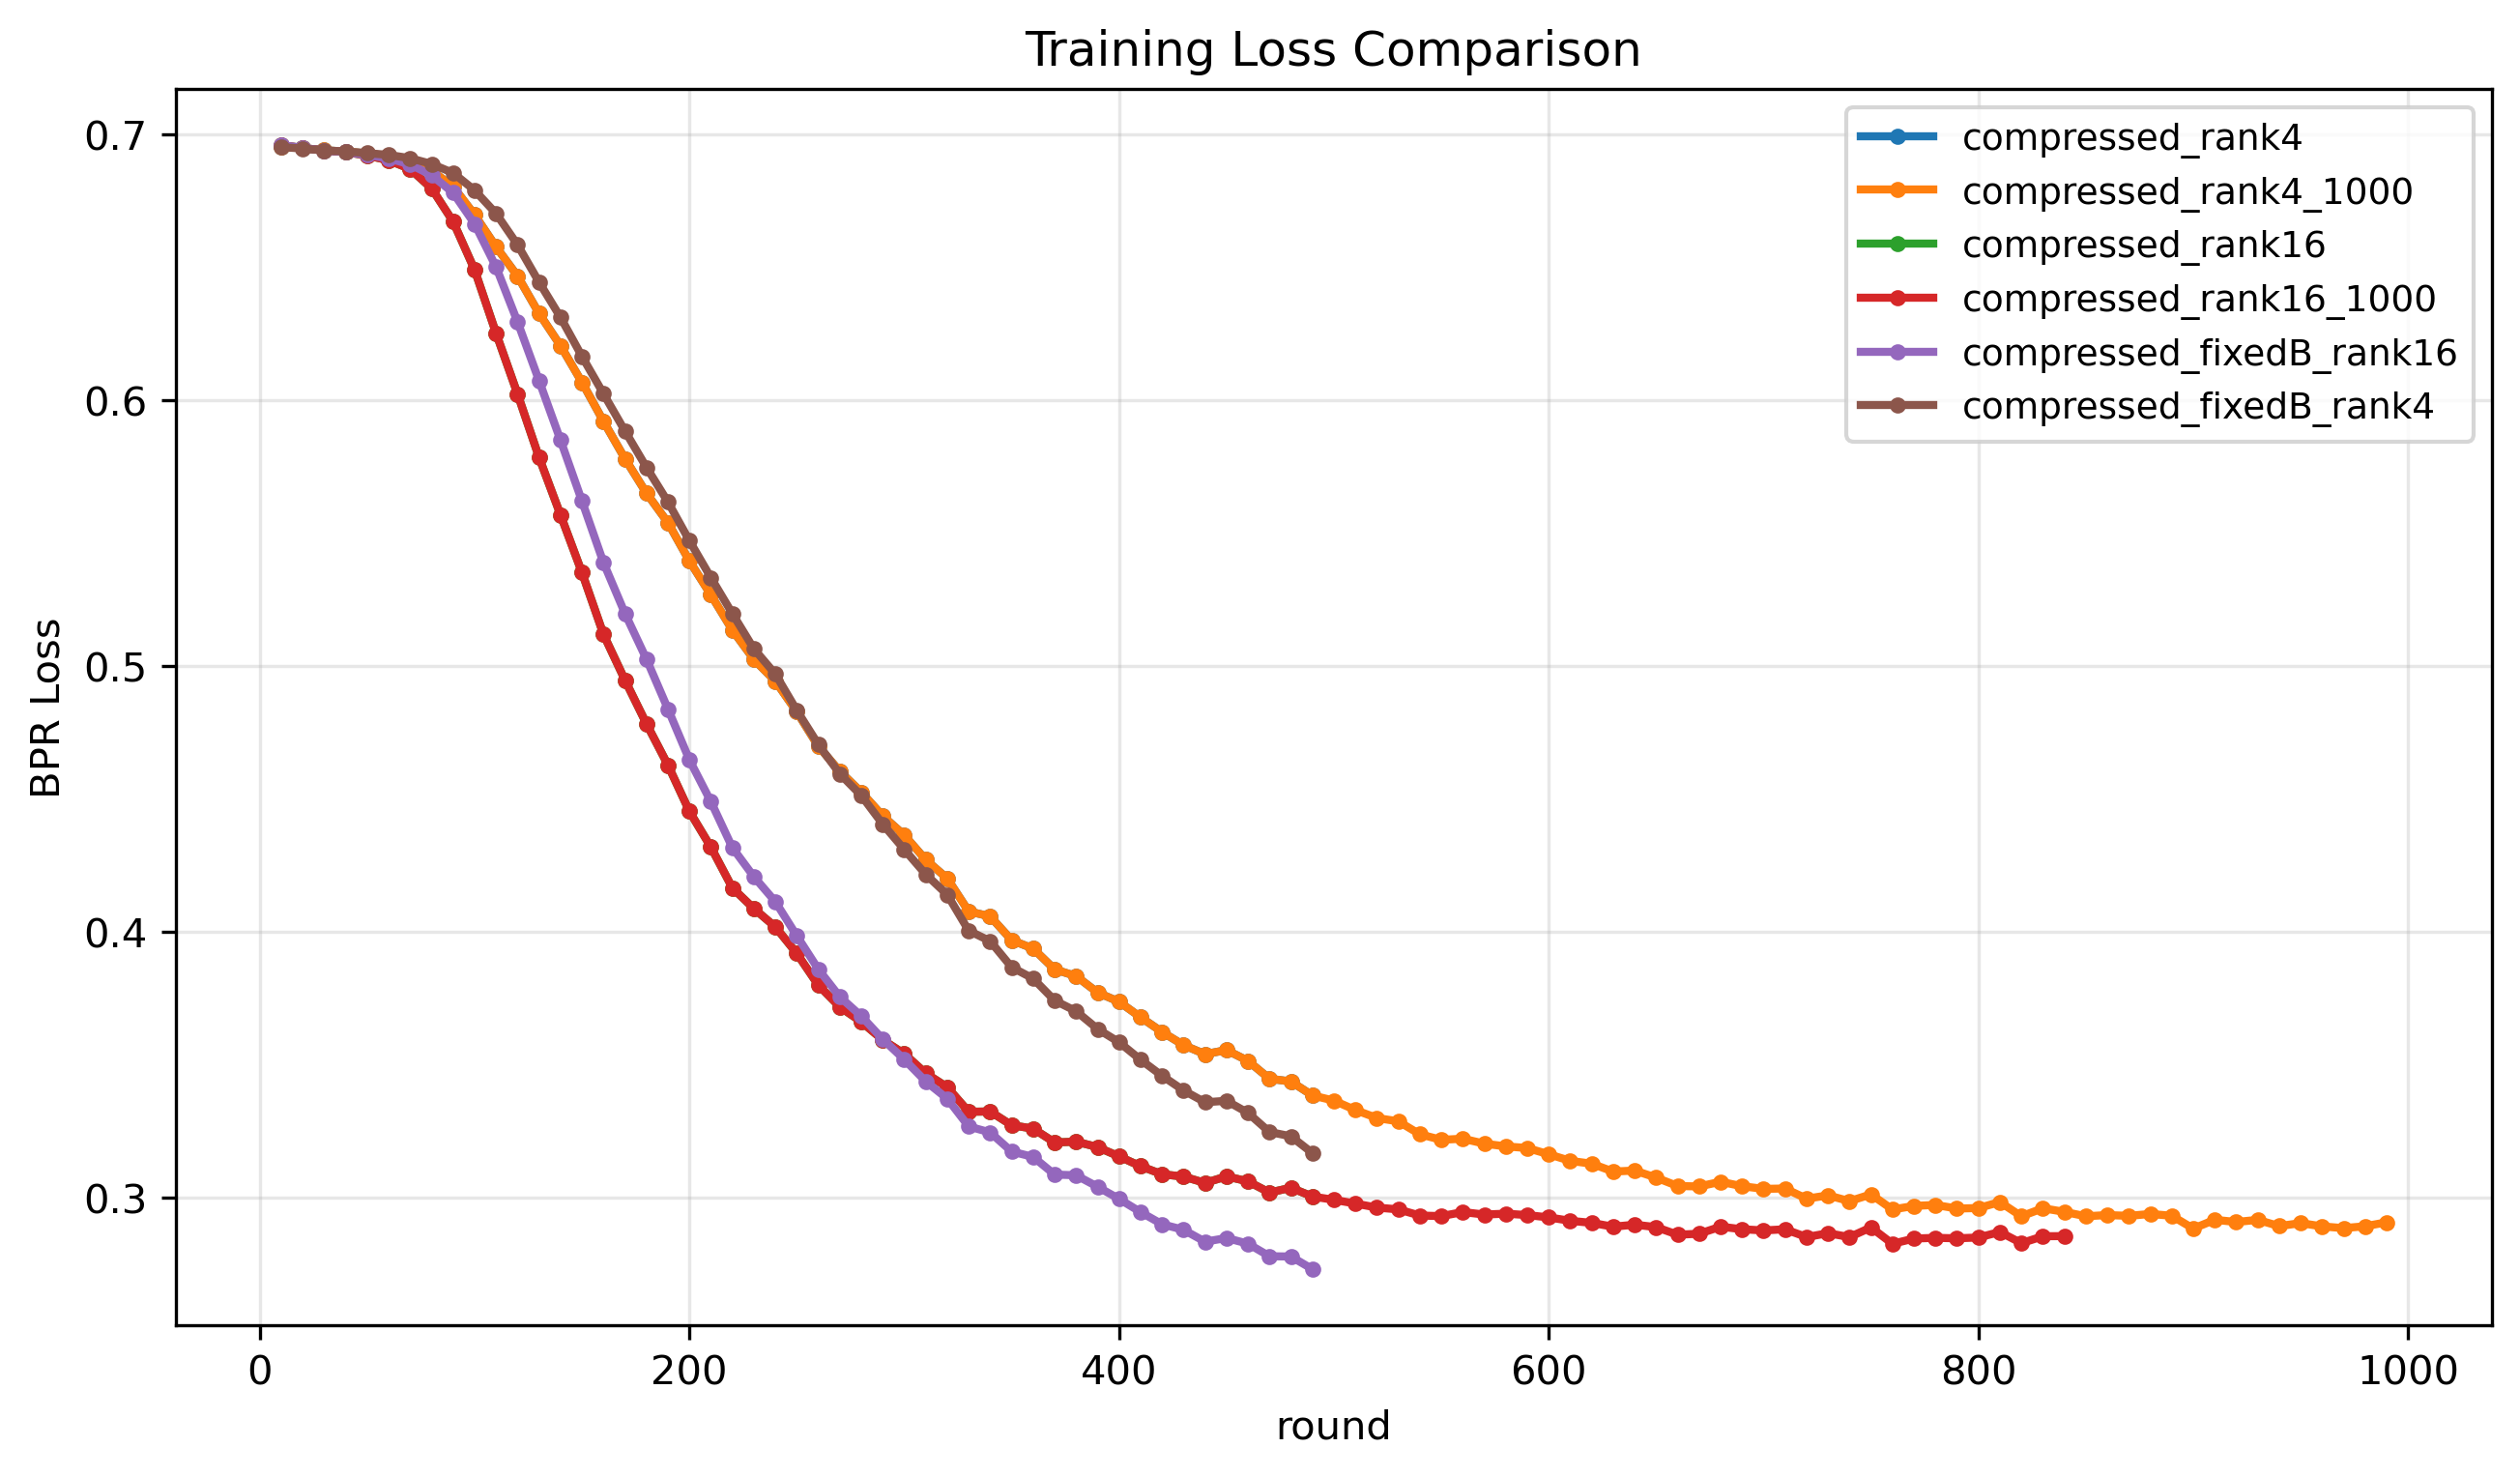 Training Loss Comparison
0.7
0.6
0.5
0.4
0.3
BPR Loss
compressed_rank4
compressed_rank4_1000
compressed_rank16
compressed_rank16_1000
compressed_fixedB_rank16
compressed_fixedB_rank4
0 200 400 600 800 1000
round